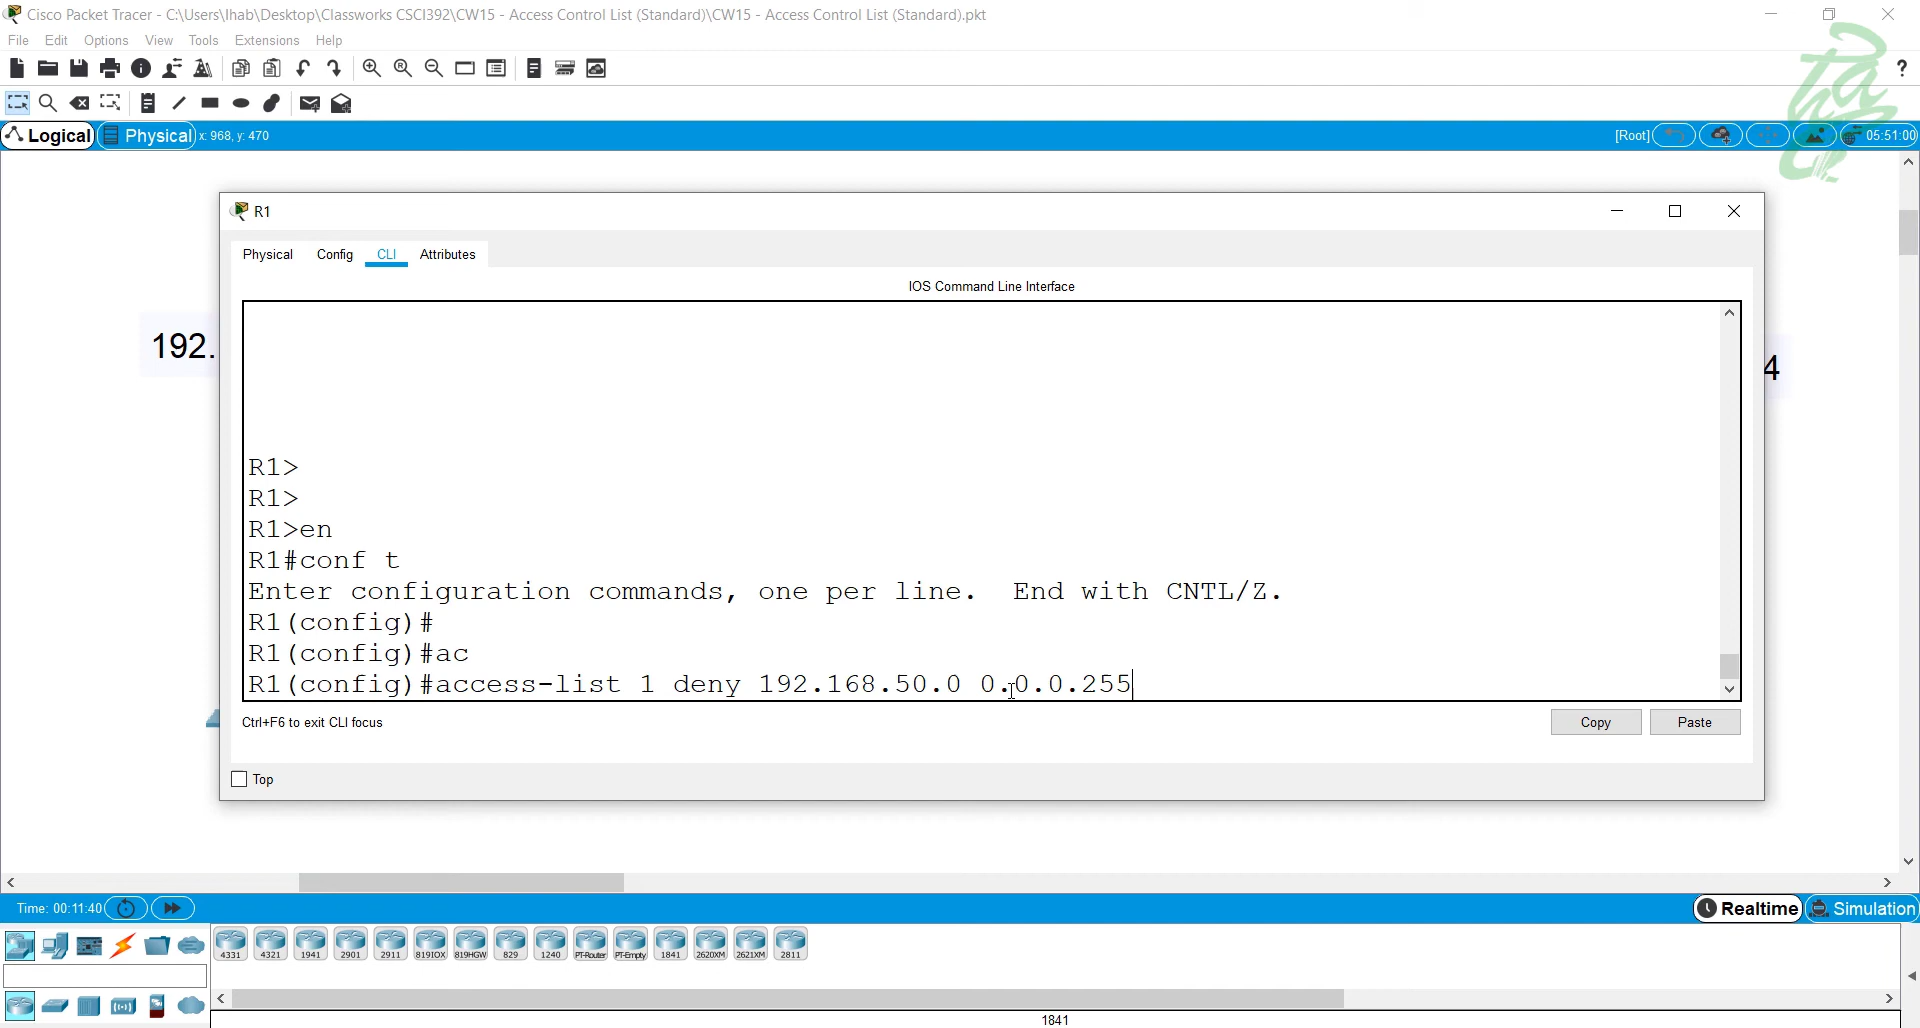 Cisco Packet Tracer - C:\Users\Ihab\Desktop\Classworks CSCI392\CW15 - Access Control List (Standard)\CW15 - Access Control List (Standard).pkt
File Edit Options View Tools Extensions Help
?
Logical Physical x: 968, y: 470 [Root] 05:51:00
R1
Physical Config CLI Attributes
IOS Command Line Interface
192.
4
R1>
R1>
R1>en
R1#conf t
Enter configuration commands, one per line.  End with CNTL/Z.
R1(config)#
R1(config)#ac
R1(config)#access-list 1 deny 192.168.50.0 0.0.0.255
Ctrl+F6 to exit CLI focus Copy Paste
Top
Time: 00:11:40 Realtime Simulation
4331 4321 1941 2901 2911 819IOX 819HGW 829 1240 PT-Router PT-Empty 1841 2620XM 2621XM 2811
1841